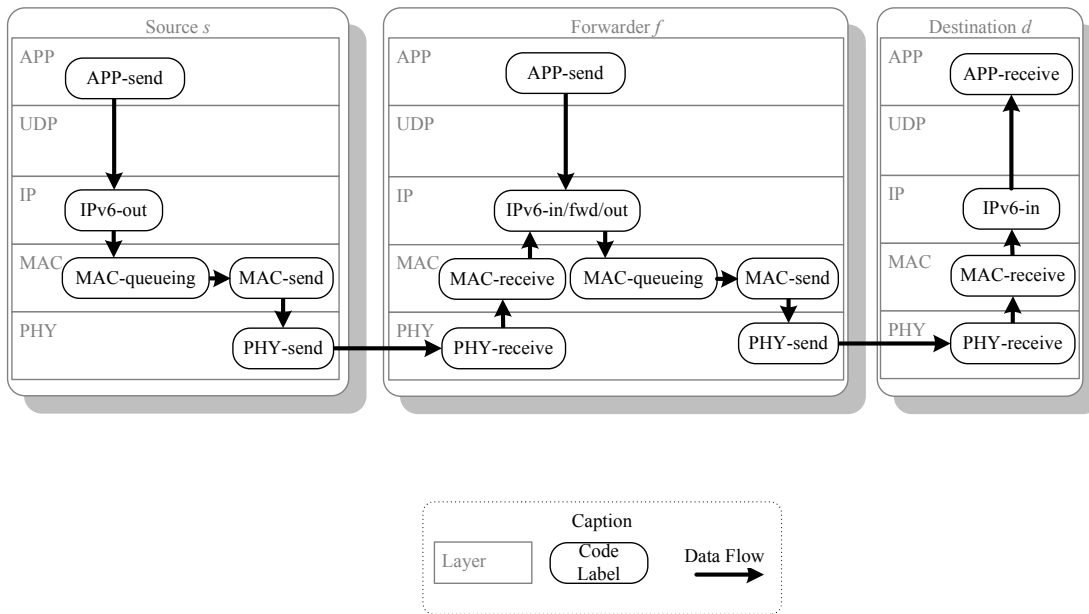 Source s
APP
APP-send
UDP
IP
IPv6-out
MAC
MAC-queueing
MAC-send
PHY
PHY-send
Forwarder f
APP
APP-send
UDP
IP
IPv6-in/fwd/out
MAC
MAC-receive
MAC-queueing
MAC-send
PHY
PHY-receive
PHY-send
Destination d
APP
APP-receive
UDP
IP
IPv6-in
MAC
MAC-receive
PHY
PHY-receive
Caption
Layer
Code
Label
Data Flow